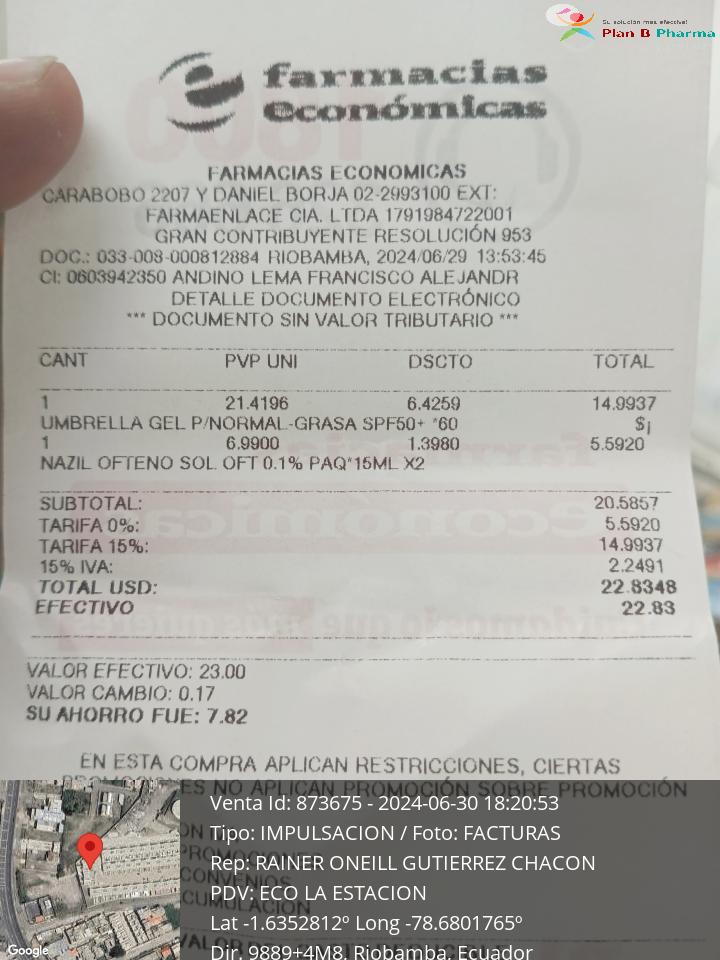 Su solución más efectiva!
Plan B Pharma
farmacias
económicas
FARMACIAS ECONOMICAS
CARABOBO 2207 Y DANIEL BORJA 02-2993100 EXT:
FARMAENLACE CIA. LTDA 1791984722001
GRAN CONTRIBUYENTE RESOLUCIÓN 953
DOC.: 033-008-000812884 RIOBAMBA, 2024/06/29 13:53:45
CI: 0603942350 ANDINO LEMA FRANCISCO ALEJANDR
DETALLE DOCUMENTO ELECTRÓNICO
*** DOCUMENTO SIN VALOR TRIBUTARIO ***
CANT PVP UNI DSCTO TOTAL
1 21.4196 6.4259 14.9937
UMBRELLA GEL P/NORMAL-GRASA SPF50+ *60 $¡
1 6.9900 1.3980 5.5920
NAZIL OFTENO SOL OFT 0.1% PAQ*15ML X2
SUBTOTAL: 20.5857
TARIFA 0%: 5.5920
TARIFA 15%: 14.9937
15% IVA: 2.2491
TOTAL USD: 22.8348
EFECTIVO 22.83
VALOR EFECTIVO: 23.00
VALOR CAMBIO: 0.17
SU AHORRO FUE: 7.82
EN ESTA COMPRA APLICAN RESTRICCIONES, CIERTAS
PROMOCIONES NO APLICAN PROMOCIÓN SOBRE PROMOCIÓN
Venta Id: 873675 - 2024-06-30 18:20:53
Tipo: IMPULSACION / Foto: FACTURAS
Rep: RAINER ONEILL GUTIERREZ CHACON
PDV: ECO LA ESTACION
Lat -1.6352812º Long -78.6801765º
Dir. 9889+4M8, Riobamba, Ecuador
Google